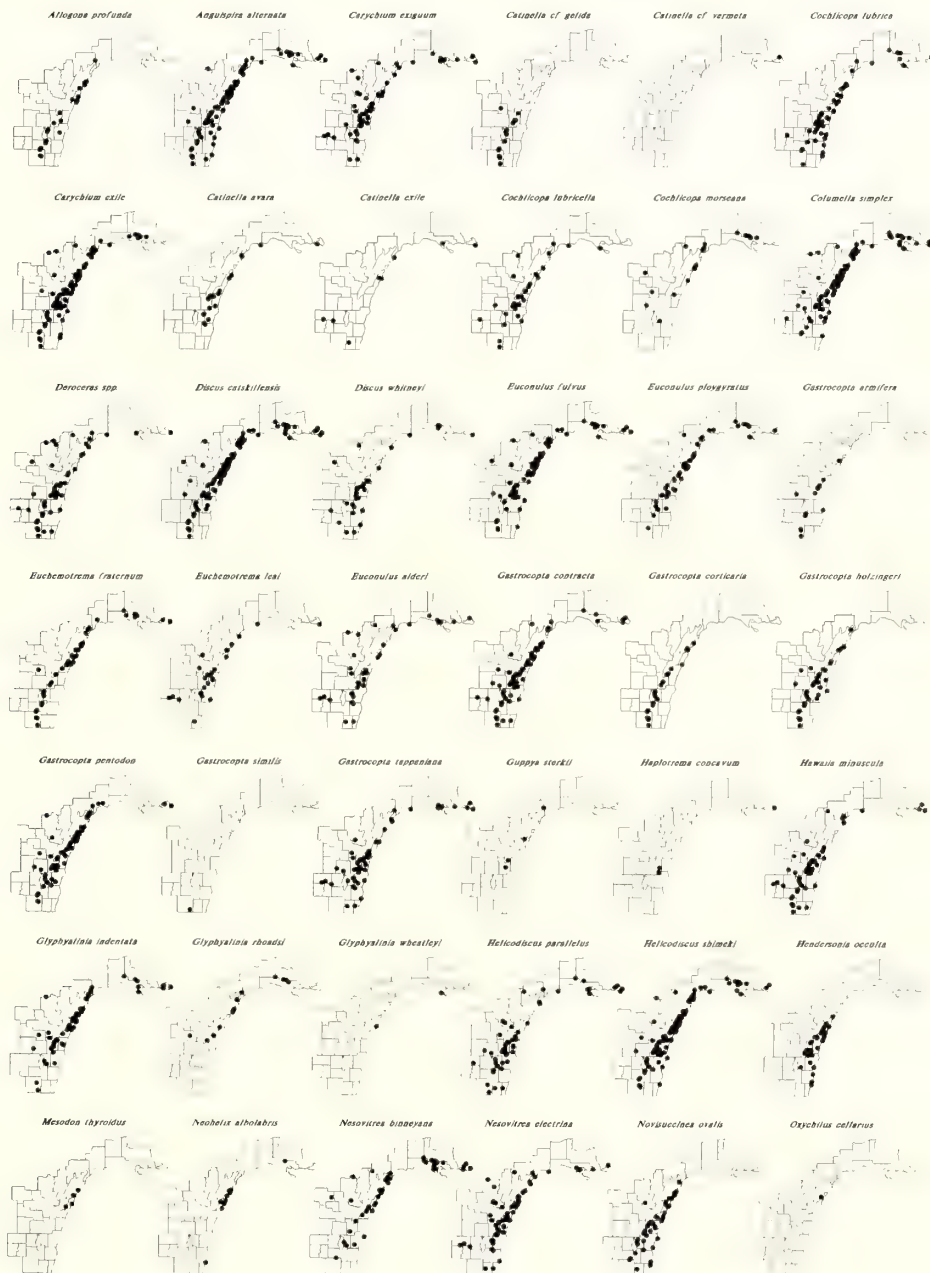 Allogona profunda
Anguispira alternata
Carychium exiguum
Catinella cf gelida
Catinella cf vermeta
Cochlicopa lubrica
Carychium exile
Catinella avara
Catinella exile
Cochlicopa lubricella
Cochlicopa morseana
Columella simplex
Deroceras spp.
Discus catskillensis
Discus whitneyi
Euconulus fulvus
Euconulus ploygyratus
Gastrocopta armifera
Euchemotrema fraternum
Euchemotrema leai
Euconulus alderi
Gastrocopta contracta
Gastrocopta corticaria
Gastrocopta holzingeri
Gastrocopta pentodon
Gastrocopta similis
Gastrocopta tappaniana
Guppya sterkii
Haplotrema concavum
Hawaiia minuscula
Glyphyalinia indentata
Glyphyalinia rhoadsi
Glyphyalinia wheatleyi
Helicodiscus parallelus
Helicodiscus shimeki
Hendersonia occulta
Mesodon thyroidus
Neohelix albolabris
Nesovitrea binneyana
Nesovitrea electrina
Novisuccinea ovalis
Oxychilus cellarius